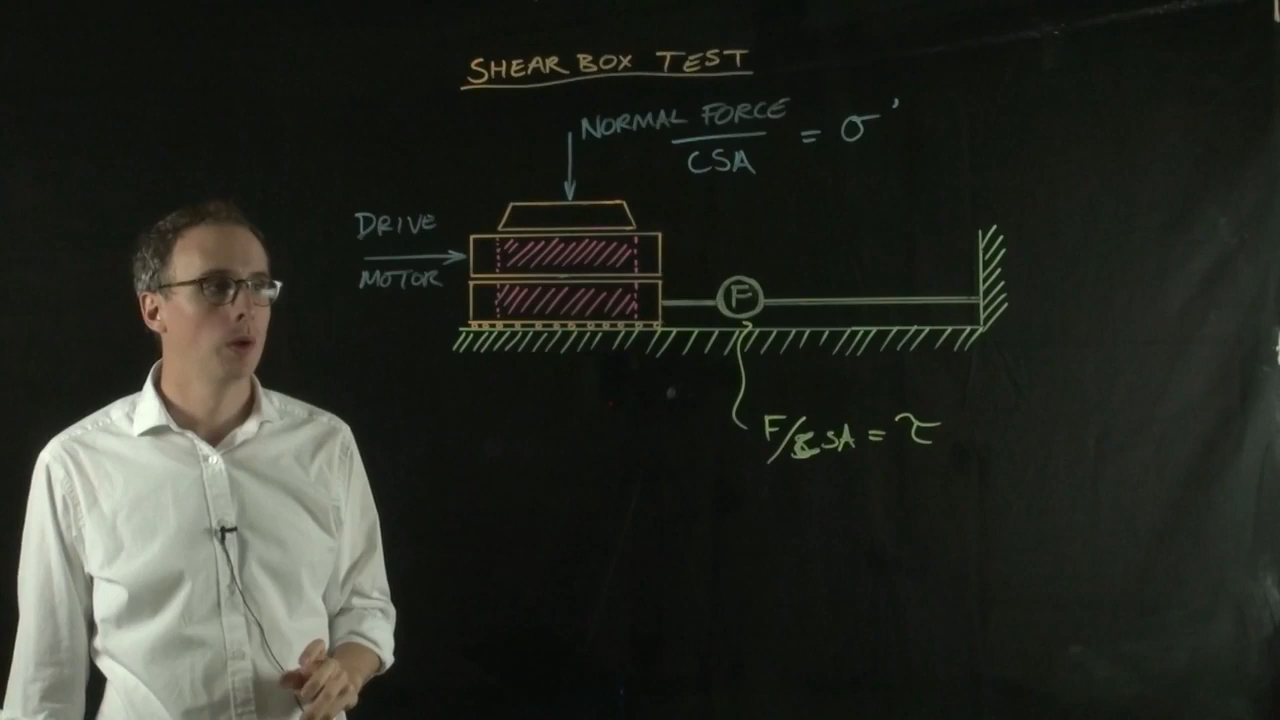 SHEAR BOX TEST
NORMAL FORCE
CSA
= σ'
DRIVE
MOTOR
F
F/CSA = τ